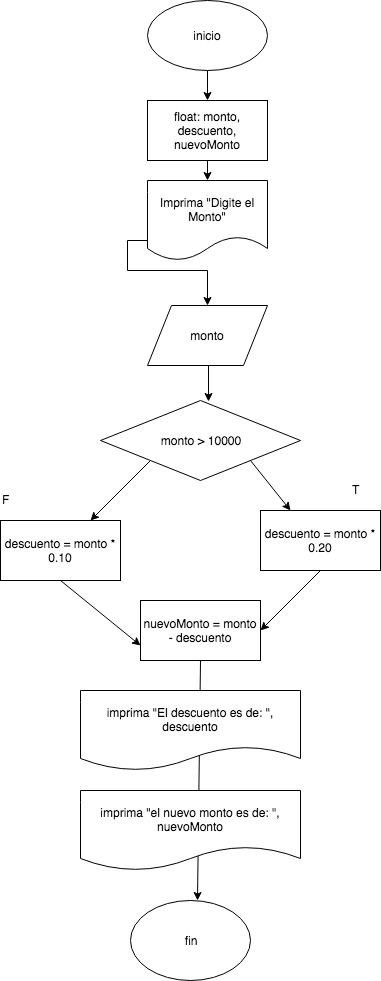 inicio
float: monto,
descuento,
nuevoMonto
Imprima "Digite el
Monto"
monto
monto > 10000
F
T
descuento = monto *
0.10
descuento = monto *
0.20
nuevoMonto = monto
- descuento
imprima "El descuento es de: ",
descuento
imprima "el nuevo monto es de: ",
nuevoMonto
fin